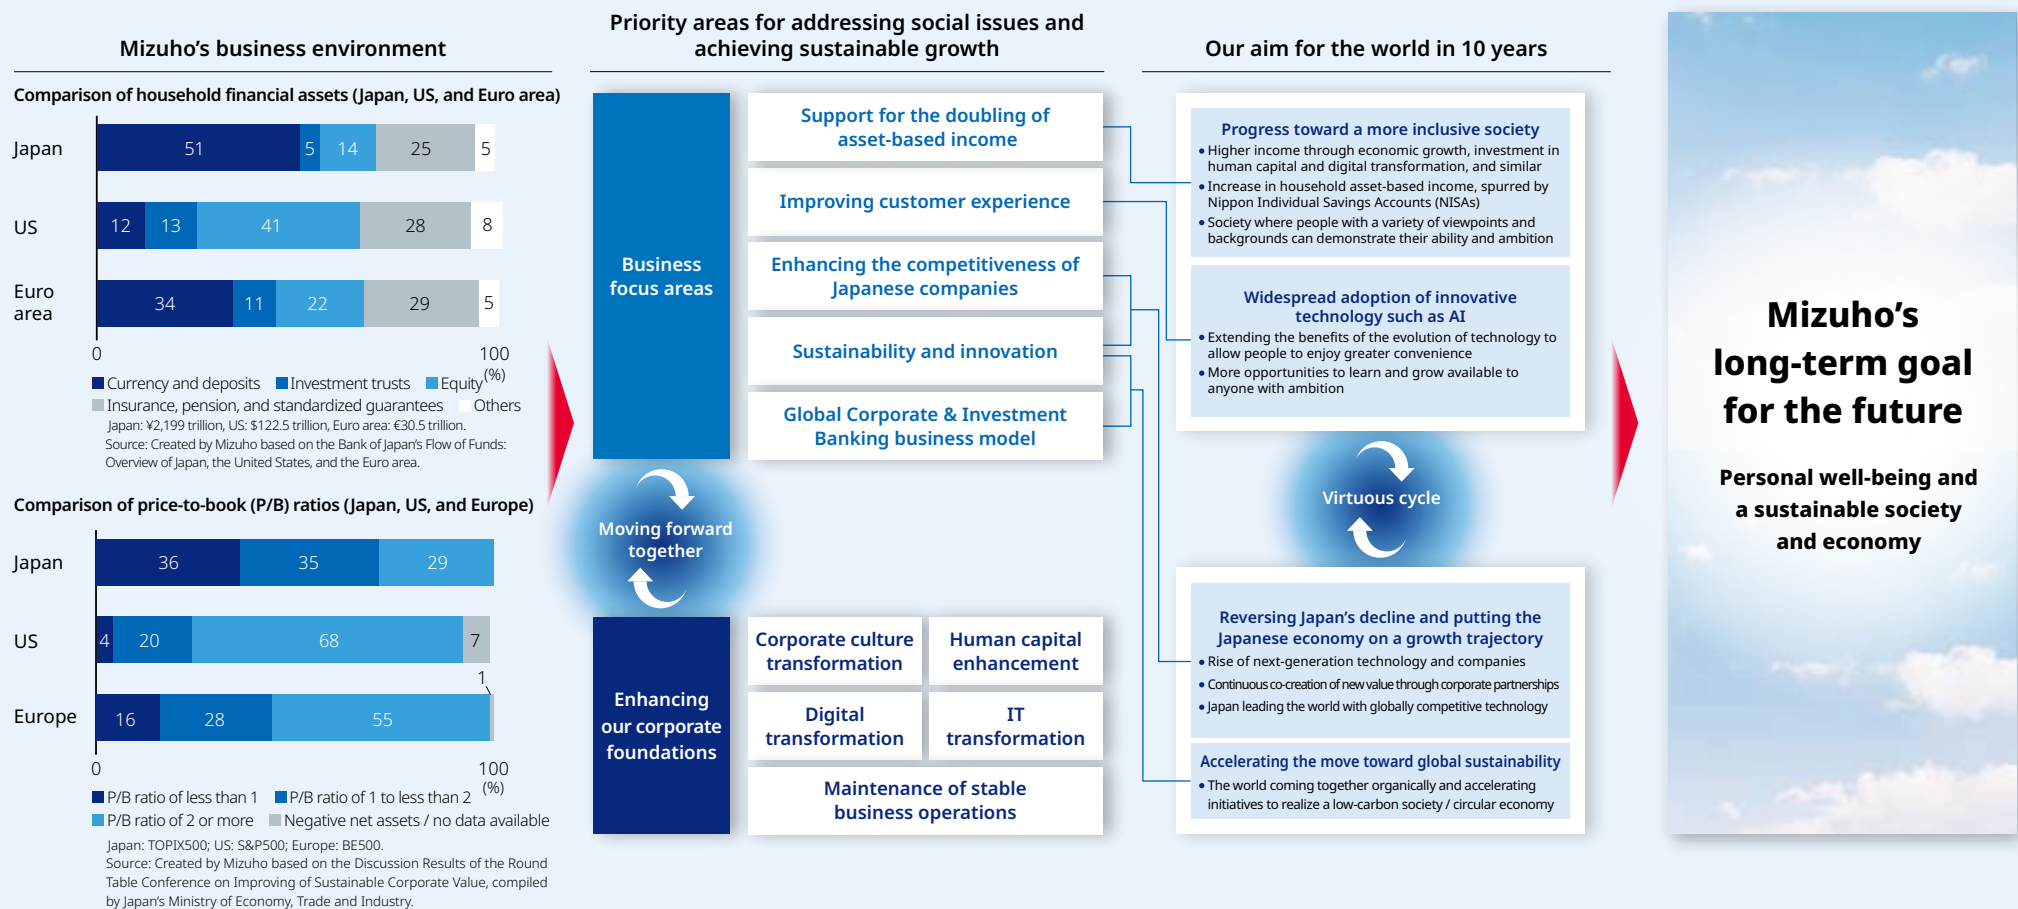 Mizuho’s business environment
Comparison of household financial assets (Japan, US, and Euro area)
Japan
51
5
14
25
5
US
12
13
41
28
8
Euro
area
34
11
22
29
5
0
100
(%)
Currency and deposits
Investment trusts
Equity
Insurance, pension, and standardized guarantees
Others
Japan: ¥2,199 trillion, US: $122.5 trillion, Euro area: €30.5 trillion.
Source: Created by Mizuho based on the Bank of Japan’s Flow of Funds:
Overview of Japan, the United States, and the Euro area.
Comparison of price-to-book (P/B) ratios (Japan, US, and Europe)
Japan
36
35
29
US
4
20
68
7
1
Europe
16
28
55
0
100
(%)
P/B ratio of less than 1
P/B ratio of 1 to less than 2
P/B ratio of 2 or more
Negative net assets / no data available
Japan: TOPIX500; US: S&P500; Europe: BE500.
Source: Created by Mizuho based on the Discussion Results of the Round
Table Conference on Improving of Sustainable Corporate Value, compiled
by Japan’s Ministry of Economy, Trade and Industry.
Priority areas for addressing social issues and
achieving sustainable growth
Business
focus areas
Support for the doubling of
asset-based income
Improving customer experience
Enhancing the competitiveness of
Japanese companies
Sustainability and innovation
Global Corporate & Investment
Banking business model
Moving forward
together
Enhancing
our corporate
foundations
Corporate culture
transformation
Human capital
enhancement
Digital
transformation
IT
transformation
Maintenance of stable
business operations
Our aim for the world in 10 years
Progress toward a more inclusive society
• Higher income through economic growth, investment in
human capital and digital transformation, and similar
• Increase in household asset-based income, spurred by
Nippon Individual Savings Accounts (NISAs)
• Society where people with a variety of viewpoints and
backgrounds can demonstrate their ability and ambition
Widespread adoption of innovative
technology such as AI
• Extending the benefits of the evolution of technology to
allow people to enjoy greater convenience
• More opportunities to learn and grow available to
anyone with ambition
Virtuous cycle
Reversing Japan’s decline and putting the
Japanese economy on a growth trajectory
• Rise of next-generation technology and companies
• Continuous co-creation of new value through corporate partnerships
• Japan leading the world with globally competitive technology
Accelerating the move toward global sustainability
• The world coming together organically and accelerating
initiatives to realize a low-carbon society / circular economy
Mizuho’s
long-term goal
for the future
Personal well-being and
a sustainable society
and economy